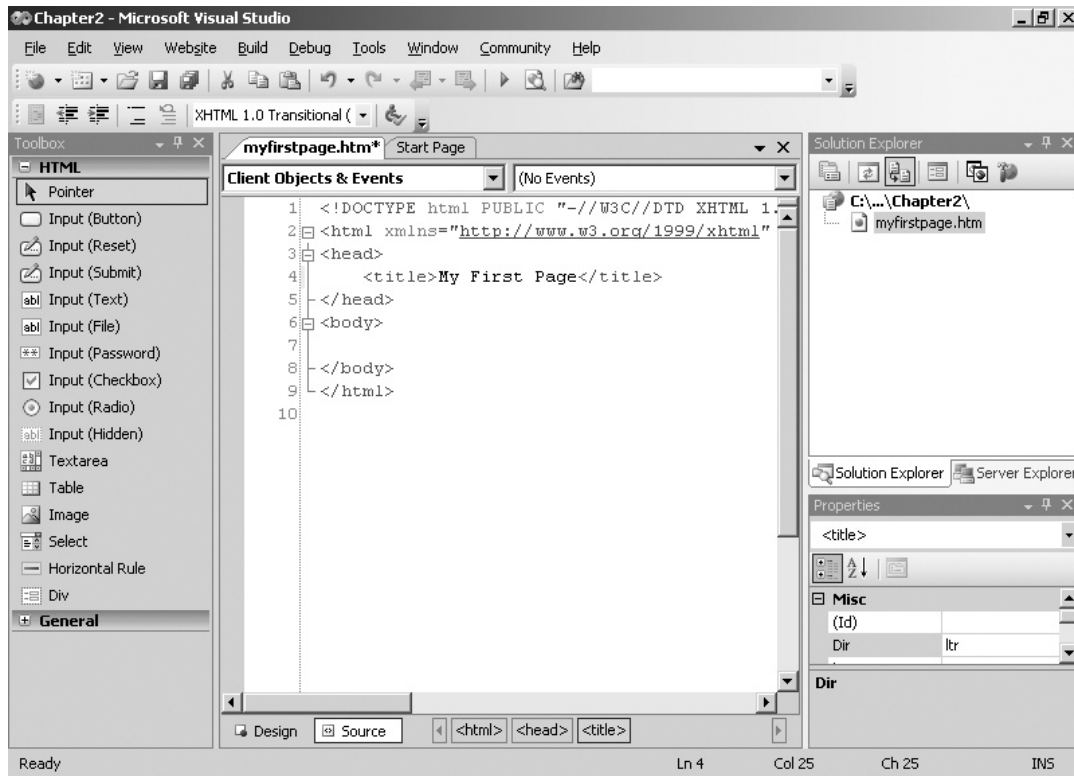 Chapter2 - Microsoft Visual Studio
File Edit View Website Build Debug Tools Window Community Help
XHTML 1.0 Transitional (
Toolbox
HTML
Pointer
Input (Button)
Input (Reset)
Input (Submit)
abl Input (Text)
abl Input (File)
** Input (Password)
Input (Checkbox)
Input (Radio)
abl Input (Hidden)
Textarea
Table
Image
Select
Horizontal Rule
Div
General
myfirstpage.htm* Start Page
Client Objects & Events (No Events)
1 <!DOCTYPE html PUBLIC "-//W3C//DTD XHTML 1.
2 <html xmlns="http://www.w3.org/1999/xhtml"
3 <head>
4 <title>My First Page</title>
5 </head>
6 <body>
7
8 </body>
9 </html>
10
Design Source <html> <head> <title>
Solution Explorer
C:\...\Chapter2\
myfirstpage.htm
Solution Explorer Server Explorer
Properties
<title>
Misc
(Id)
Dir ltr
Dir
Ready Ln 4 Col 25 Ch 25 INS